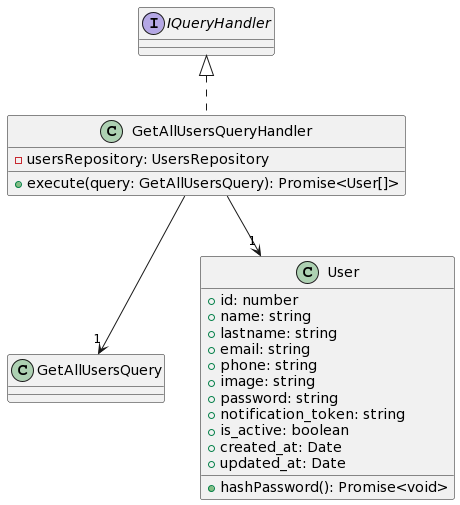 I IQueryHandler
C GetAllUsersQueryHandler
usersRepository: UsersRepository
execute(query: GetAllUsersQuery): Promise<User[]>
1
1
C GetAllUsersQuery
C User
id: number
name: string
lastname: string
email: string
phone: string
image: string
password: string
notification_token: string
is_active: boolean
created_at: Date
updated_at: Date
hashPassword(): Promise<void>